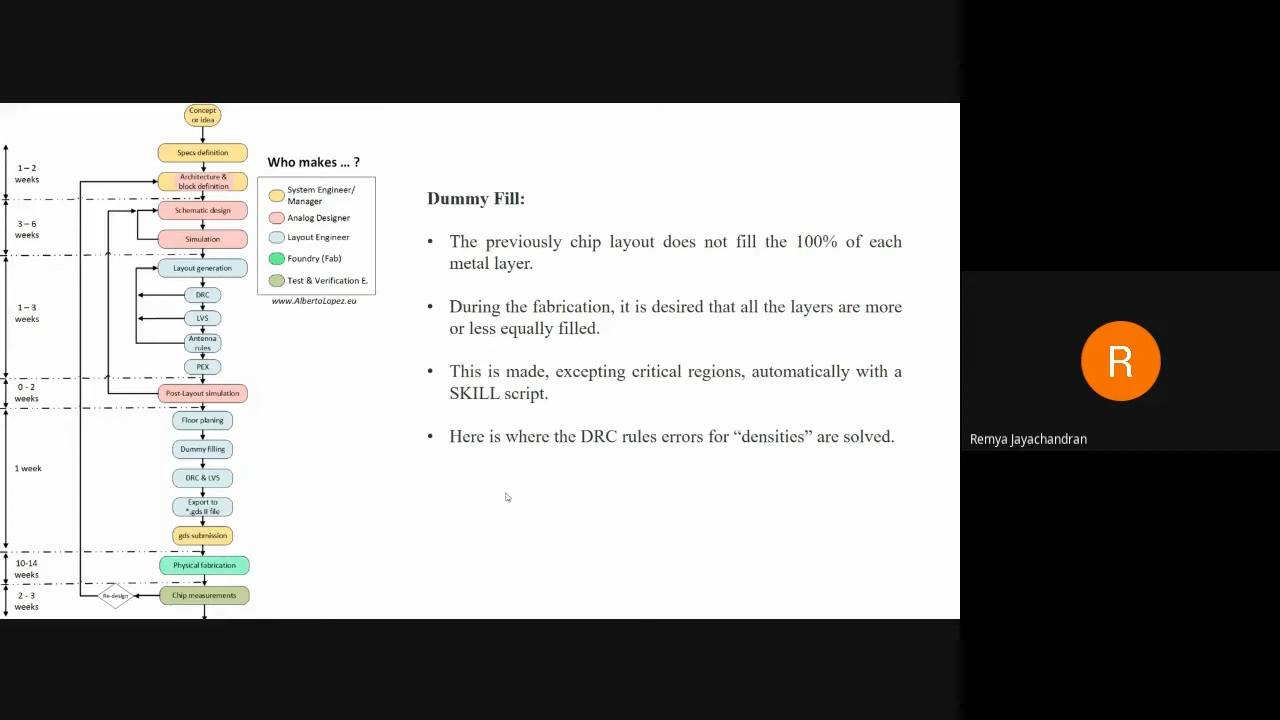 Concept
or idea
Specs definition
Architecture &
block definition
Schematic design
Simulation
Layout generation
DRC
LVS
Antenna
rules
PEX
Post-Layout simulation
Floor planing
Dummy filling
DRC & LVS
Export to
*.gds II file
gds submission
Physical fabrication
Chip measurements
Re-design
1 – 2
weeks
3 – 6
weeks
1 – 3
weeks
0 - 2
weeks
1 week
10-14
weeks
2 - 3
weeks
Who makes ... ?
System Engineer/
Manager
Analog Designer
Layout Engineer
Foundry (Fab)
Test & Verification E.
www.AlbertoLopez.eu
Dummy Fill:
• The previously chip layout does not fill the 100% of each
metal layer.
• During the fabrication, it is desired that all the layers are more
or less equally filled.
• This is made, excepting critical regions, automatically with a
SKILL script.
• Here is where the DRC rules errors for “densities” are solved.
R
Remya Jayachandran